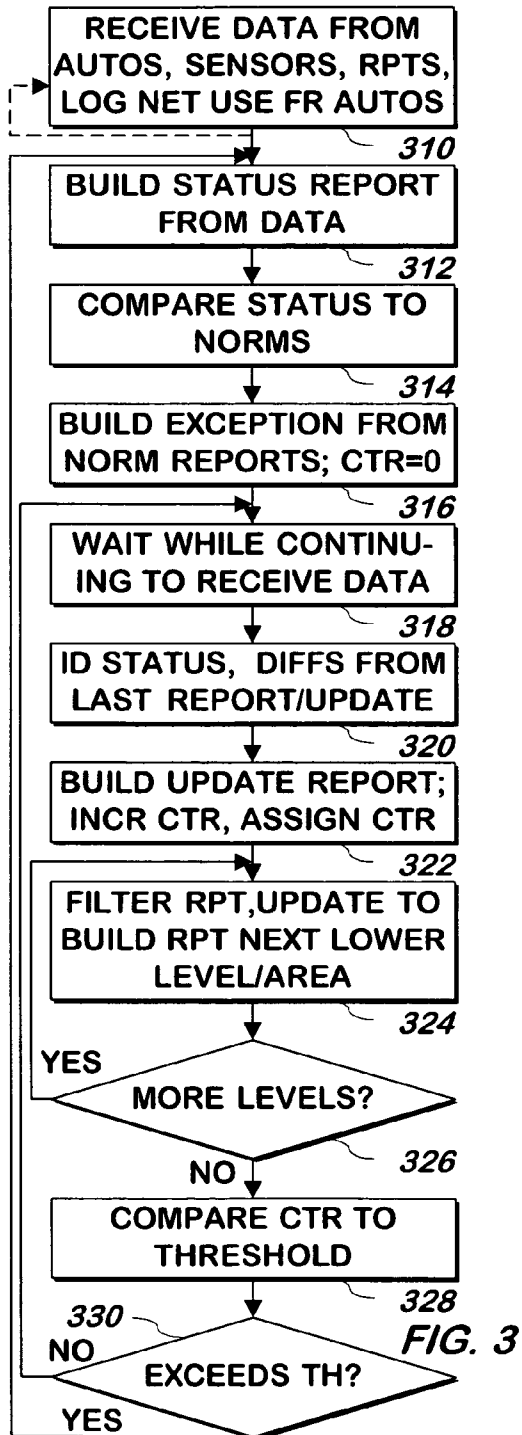 RECEIVE DATA FROM
AUTOS, SENSORS, RPTS,
LOG NET USE FR AUTOS
310
BUILD STATUS REPORT
FROM DATA
312
COMPARE STATUS TO
NORMS
314
BUILD EXCEPTION FROM
NORM REPORTS; CTR=0
316
WAIT WHILE CONTINU-
ING TO RECEIVE DATA
318
ID STATUS, DIFFS FROM
LAST REPORT/UPDATE
320
BUILD UPDATE REPORT;
INCR CTR, ASSIGN CTR
322
FILTER RPT,UPDATE TO
BUILD RPT NEXT LOWER
LEVEL/AREA
324
YES
MORE LEVELS?
326
NO
COMPARE CTR TO
THRESHOLD
328
330
FIG. 3
NO
EXCEEDS TH?
YES